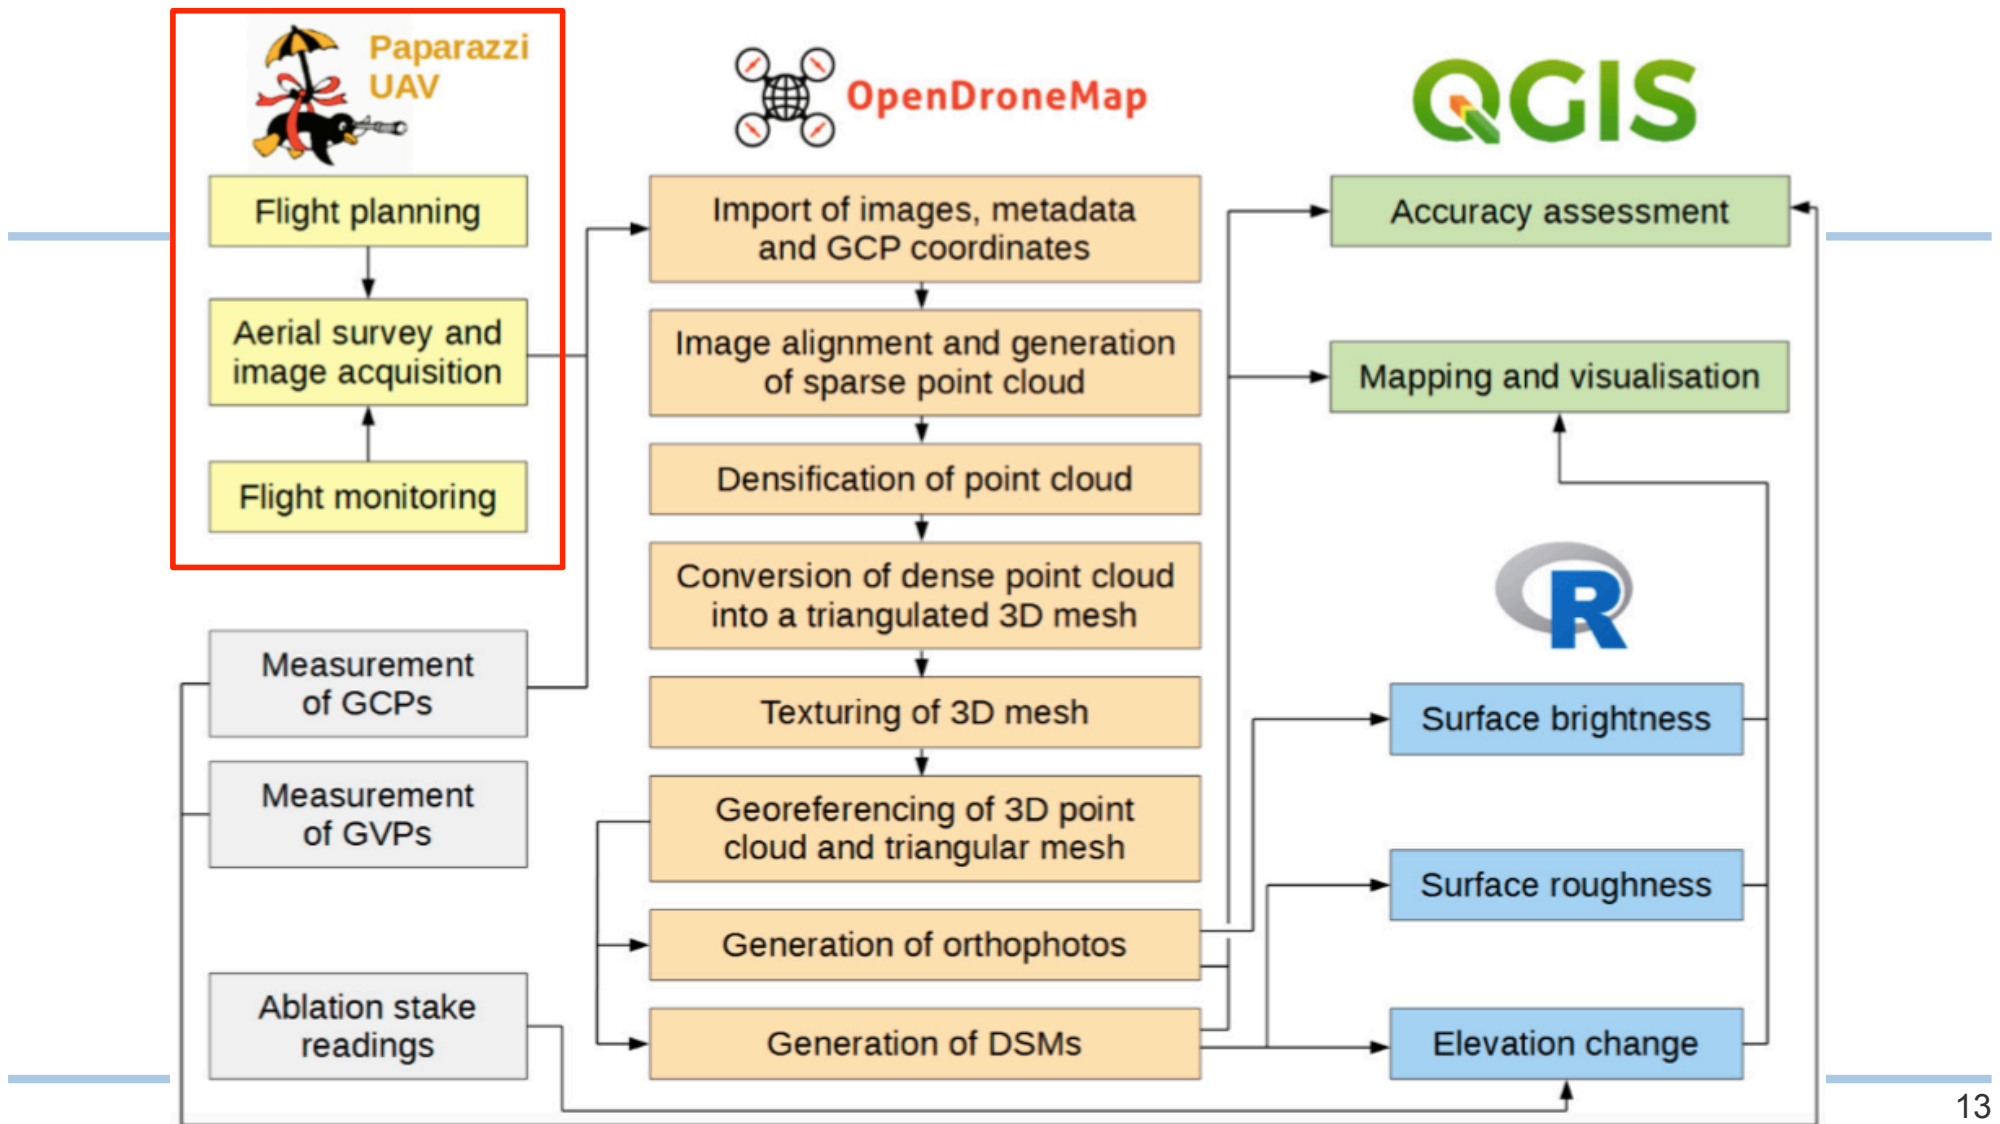 Paparazzi
UAV
Flight planning
Aerial survey and
image acquisition
Flight monitoring
Measurement
of GCPs
Measurement
of GVPs
Ablation stake
readings
OpenDroneMap
Import of images, metadata
and GCP coordinates
Image alignment and generation
of sparse point cloud
Densification of point cloud
Conversion of dense point cloud
into a triangulated 3D mesh
Texturing of 3D mesh
Georeferencing of 3D point
cloud and triangular mesh
Generation of orthophotos
Generation of DSMs
QGIS
Accuracy assessment
Mapping and visualisation
R
Surface brightness
Surface roughness
Elevation change
13